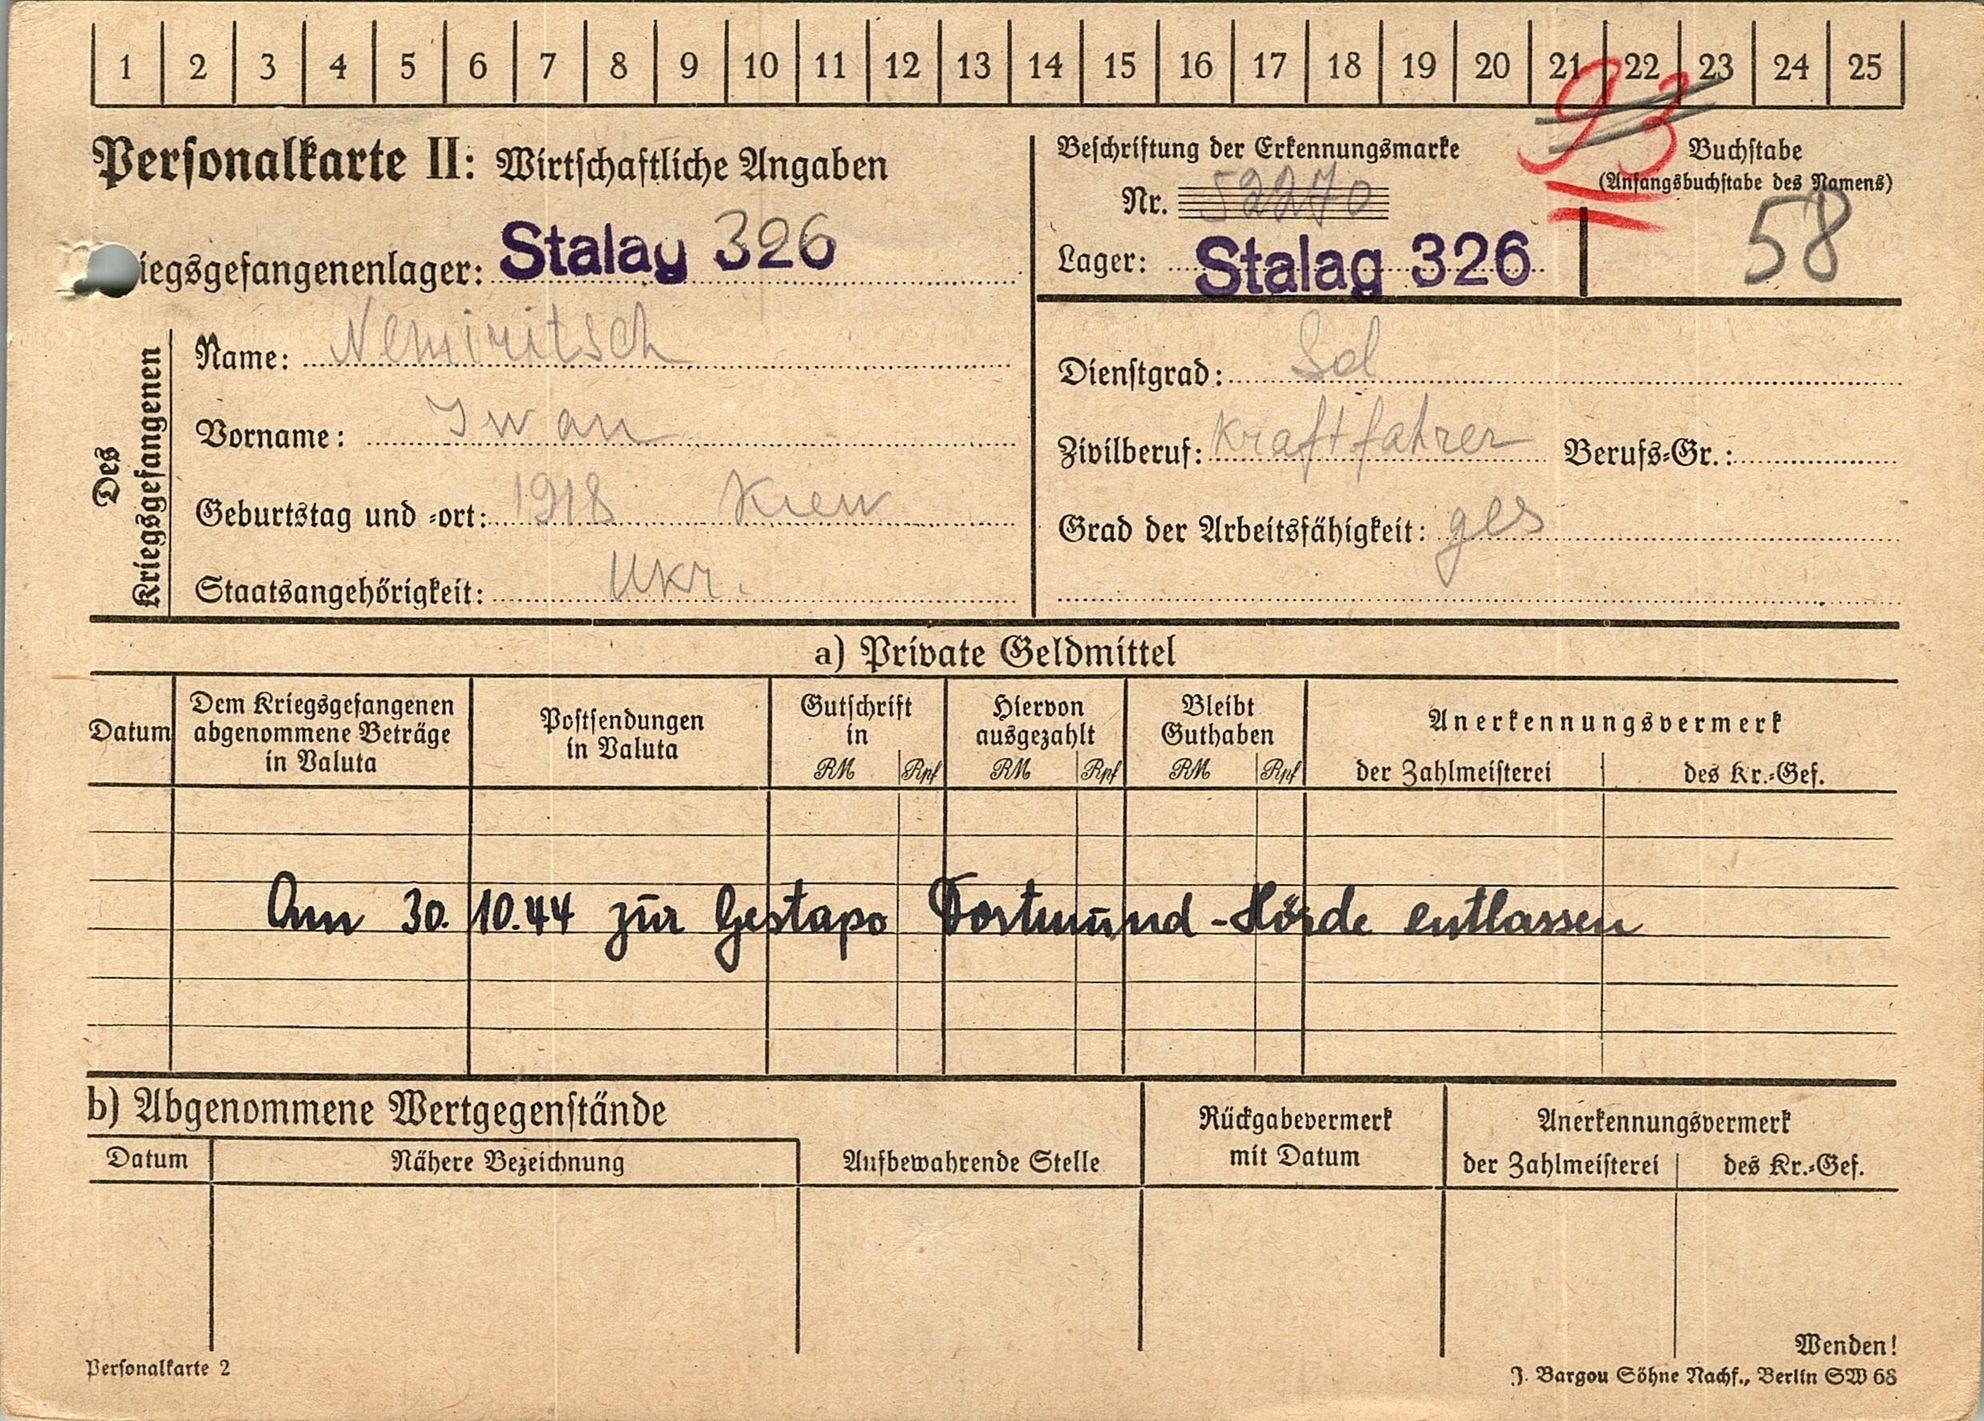 1 2 3 4 5 6 7 8 9 10 11 12 13 14 15 16 17 18 19 20 21 22 23 24 25
93
Personalkarte II: Wirtschaftliche Angaben
iegsgefangenenlager: Stalag 326
Beschriftung der Erkennungsmarke
Nr. 52270
Lager: Stalag 326
Buchstabe
(Anfangsbuchstabe des Namens)
58
Des
Kriegsgefangenen
Name: Nemiritsch
Vorname: Iwan
Geburtstag und -ort: 1918 Kiew
Staatsangehörigkeit: Ukr.
Dienstgrad: Sol
Zivilberuf: Kraftfahrer Berufs-Gr.:
Grad der Arbeitsfähigkeit: ges
a) Private Geldmittel
Datum
Dem Kriegsgefangenen
abgenommene Beträge
in Valuta
Postsendungen
in Valuta
Gutschrift
in
RM Rpf
Hiervon
ausgezahlt
RM Rpf
Bleibt
Guthaben
RM Rpf
Anerkennungsvermerk
der Zahlmeisterei des Kr.-Gef.
Am 30.10.44 zur Gestapo Dortmund-Hörde entlassen
b) Abgenommene Wertgegenstände
Datum Nähere Bezeichnung
Aufbewahrende Stelle
Rückgabevermerk
mit Datum
Anerkennungsvermerk
der Zahlmeisterei des Kr.-Gef.
Wenden!
Personalkarte 2
J. Bargou Söhne Nachf., Berlin SW 68